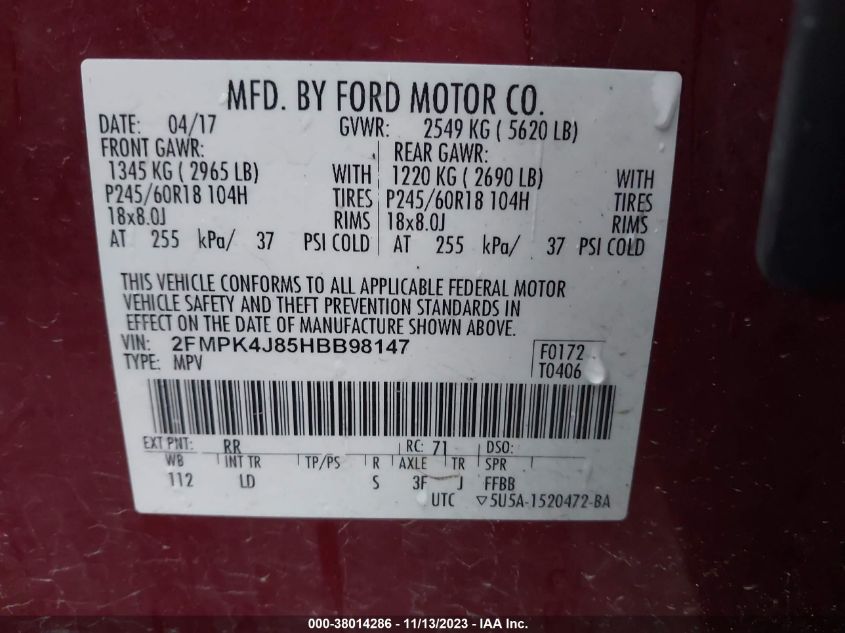 MFD. BY FORD MOTOR CO.
DATE: 04/17 GVWR: 2549 KG ( 5620 LB)
FRONT GAWR: REAR GAWR:
1345 KG ( 2965 LB) WITH 1220 KG ( 2690 LB) WITH
P245/60R18 104H TIRES P245/60R18 104H TIRES
18x8.0J RIMS 18x8.0J RIMS
AT 255 kPa/ 37 PSI COLD AT 255 kPa/ 37 PSI COLD
THIS VEHICLE CONFORMS TO ALL APPLICABLE FEDERAL MOTOR
VEHICLE SAFETY AND THEFT PREVENTION STANDARDS IN
EFFECT ON THE DATE OF MANUFACTURE SHOWN ABOVE.
VIN: 2FMPK4J85HBB98147
TYPE: MPV
F0172
T0406
EXT PNT: RR RC: 71 DSO:
WB INT TR TP/PS R AXLE TR SPR
112 LD S 3F J FFBB
UTC ▽5U5A-1520472-BA
000-38014286 - 11/13/2023 - IAA Inc.